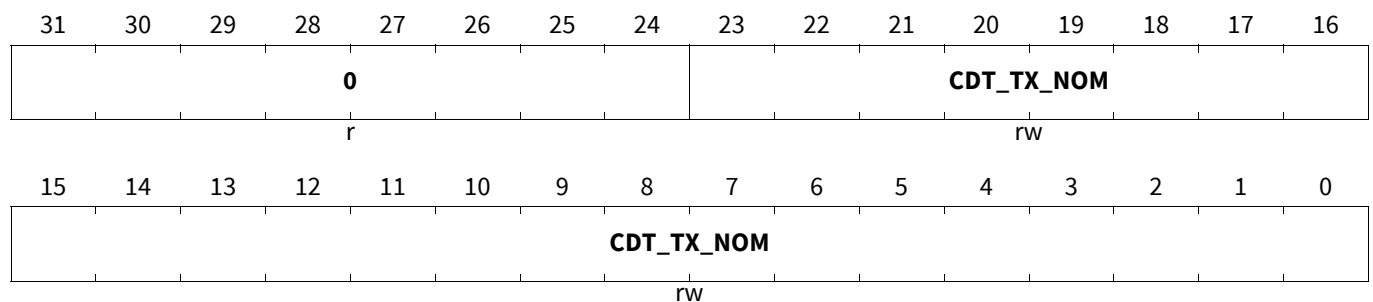 31 30 29 28 27 26 25 24 23 22 21 20 19 18 17 16
0 CDT_TX_NOM
r rw
15 14 13 12 11 10 9 8 7 6 5 4 3 2 1 0
CDT_TX_NOM
rw